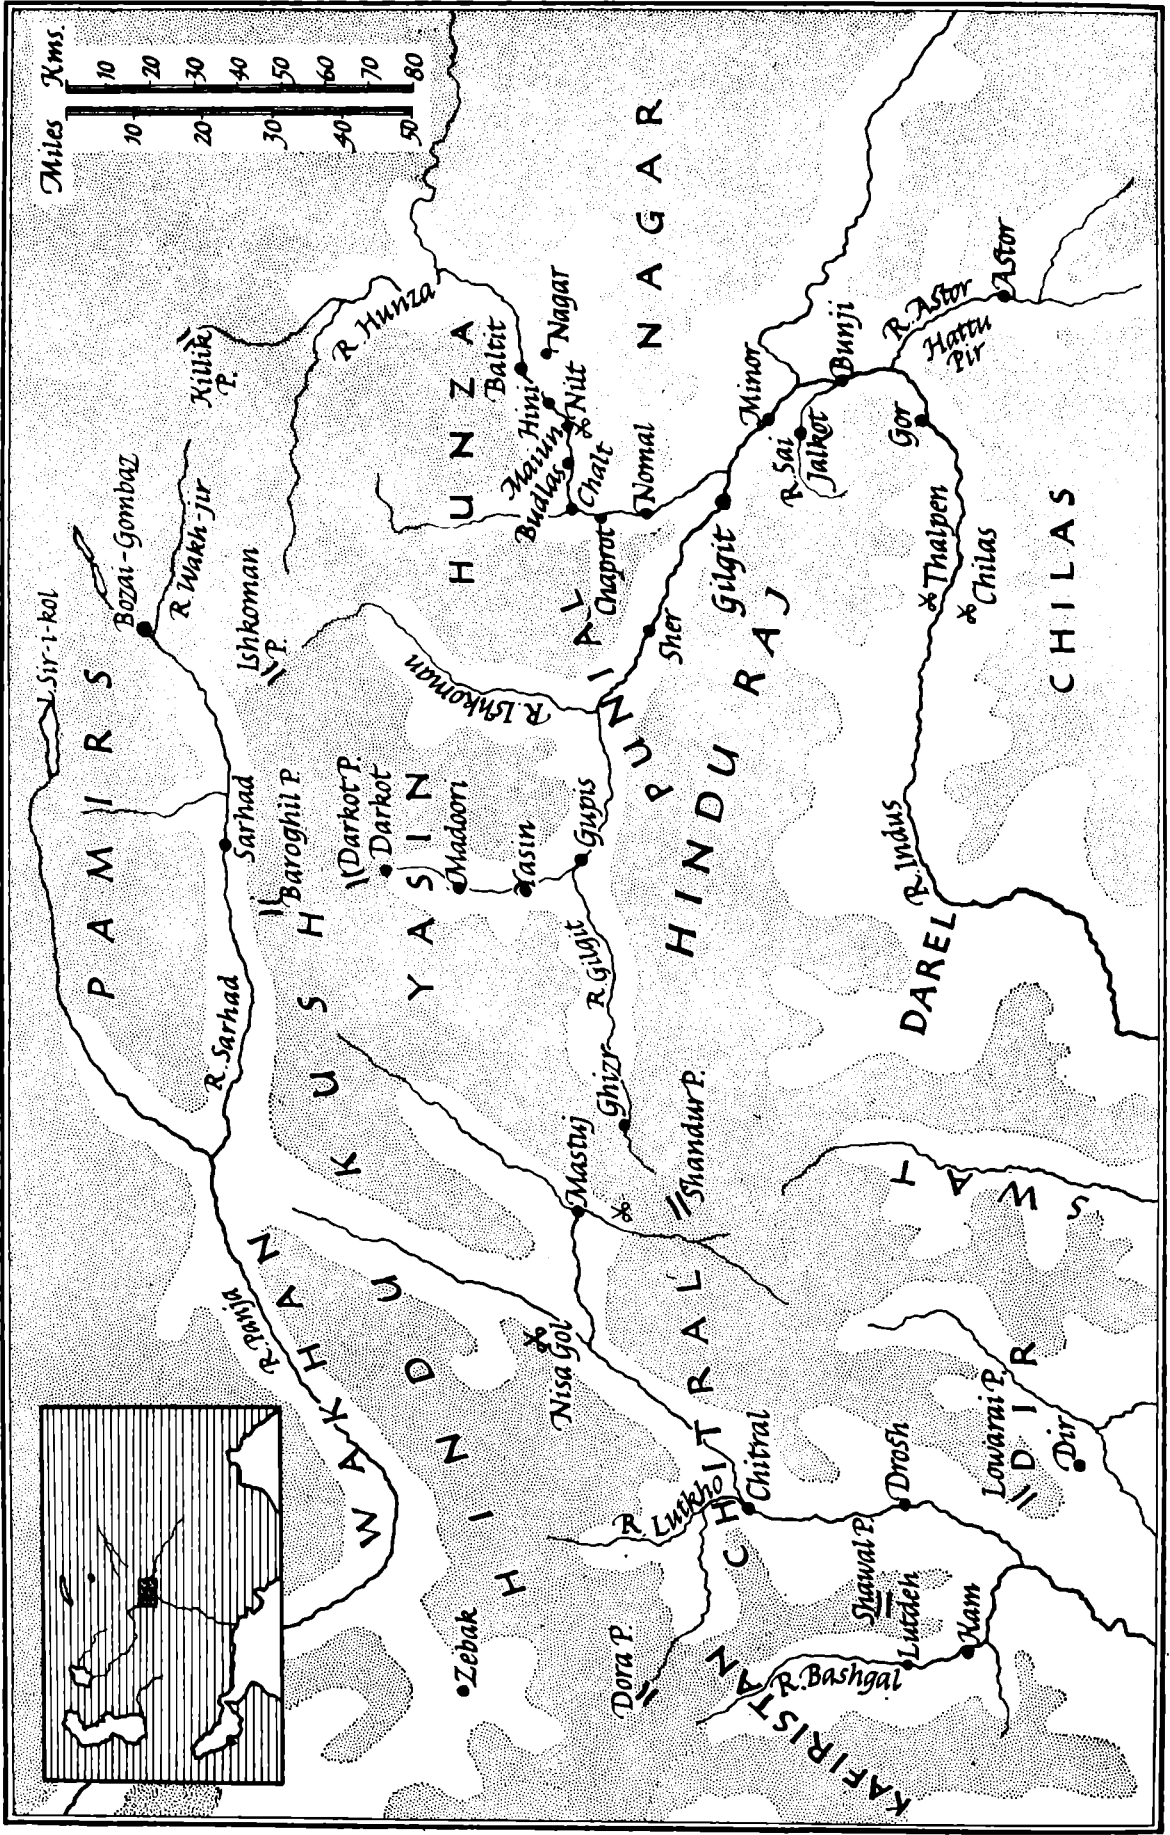 Miles
10
20
30
40
50
Kms.
10
20
30
40
50
60
70
80
PAMIRS
Sir-i-kol
Bozai-Gombaz
R. Wakh-jir
Killik
P.
R. Hunza
Ishkoman
P.
R. Sarhad
Sarhad
Baroghil P.
Darkot P.
Darkot
YASIN
Madoori
Yasin
Gupis
R. Gilgit
Ghizr
R. Ishkoman
PUNIAL
HUNZA
Baltit
Hini
Nagar
Nilt
Maiun
Budlas
Chalt
Chaprot
Nomal
NAGAR
Sher
Gilgit
Minor
R. Sai
Jalkot
Bunji
R. Astor
Astor
Hattu
Pir
Gor
Thalpen
Chilas
CHILAS
HINDU RAJ
R. Indus
DAREL
SWAT
Shandur P.
Mastuj
HINDU KUSH
R. Panja
WAKHAN
Zebak
Nisa Gol
CHITRAL
R. Lutkho
Chitral
Dora P.
Drosh
Shawal P.
Lutdeh
R. Bashgal
Kam
KAFIRISTAN
Lowarai P.
DIR
Dir